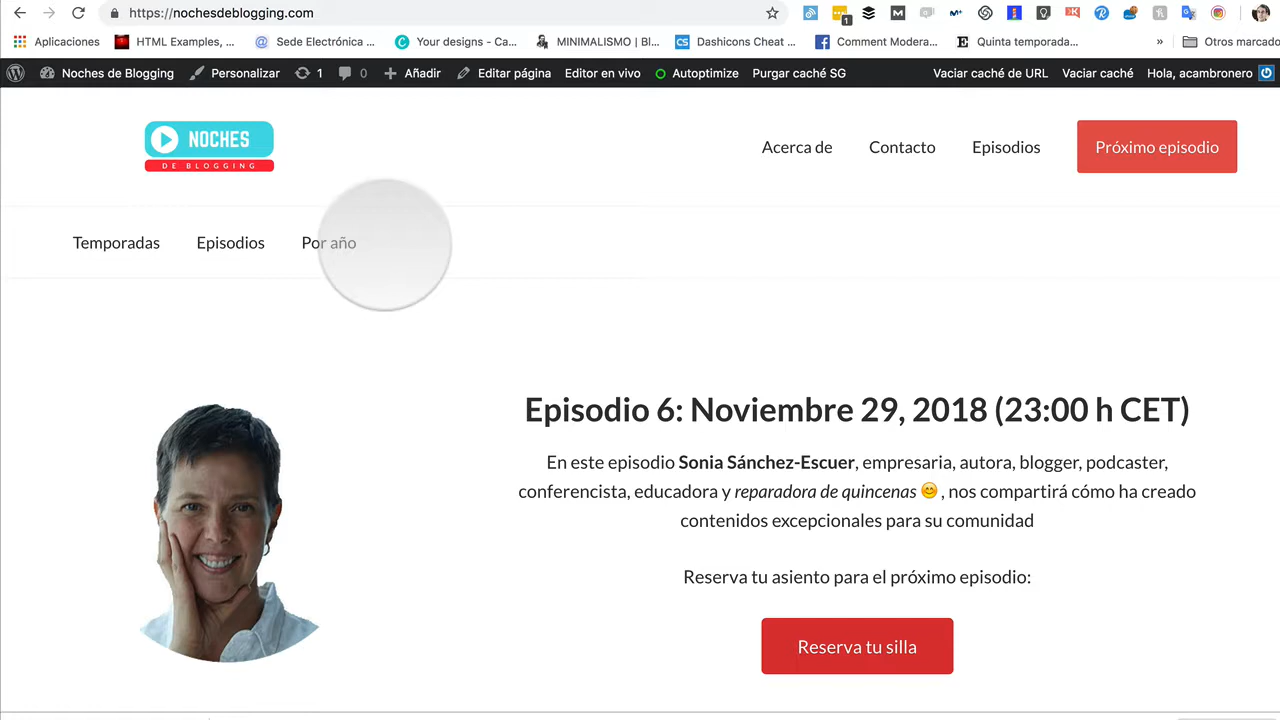 https://nochesdeblogging.com
1
Aplicaciones HTML Examples, ... Sede Electrónica ... Your designs - Ca... MINIMALISMO | Bl... Dashicons Cheat ... Comment Modera... Quinta temporada... » Otros marcado
Noches de Blogging Personalizar 1 0 Añadir Editar página Editor en vivo Autoptimize Purgar caché SG Vaciar caché de URL Vaciar caché Hola, acambronero
NOCHES
DE BLOGGING
Acerca de Contacto Episodios Próximo episodio
Temporadas Episodios Por año
Episodio 6: Noviembre 29, 2018 (23:00 h CET)
En este episodio Sonia Sánchez-Escuer, empresaria, autora, blogger, podcaster,
conferencista, educadora y reparadora de quincenas 😊 , nos compartirá cómo ha creado
contenidos excepcionales para su comunidad
Reserva tu asiento para el próximo episodio:
Reserva tu silla